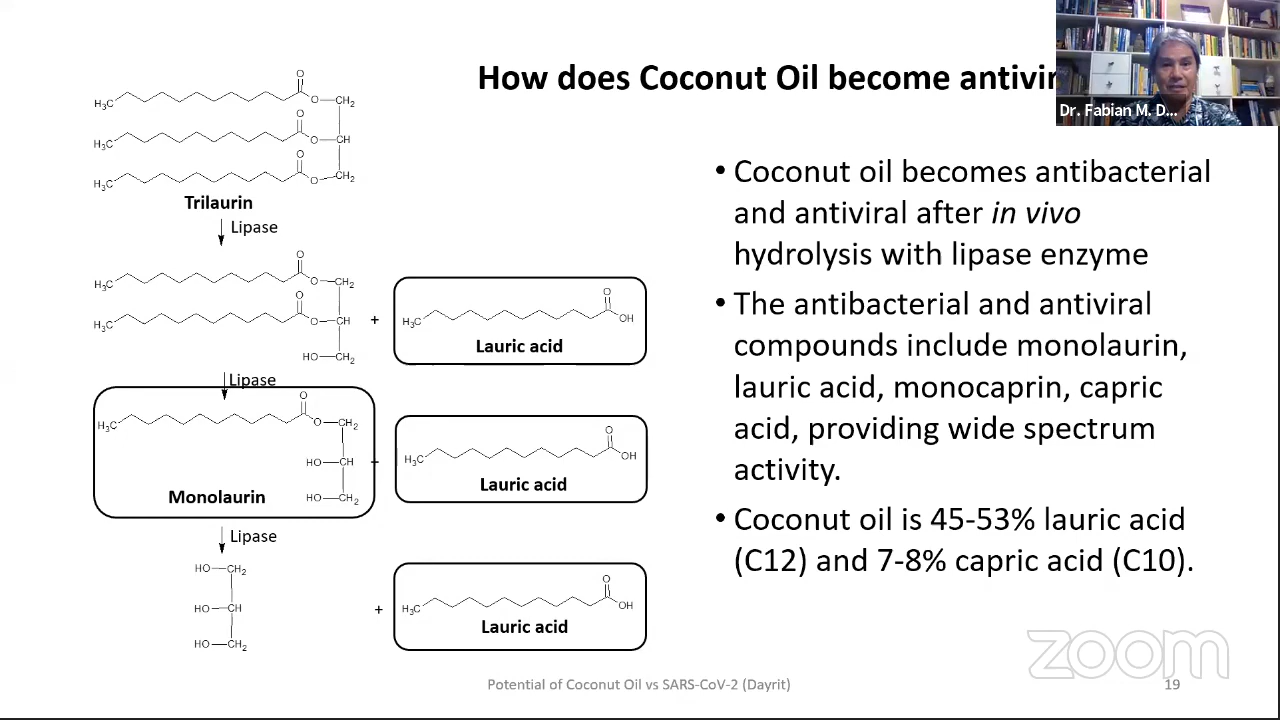 How does Coconut Oil become antivir
Dr. Fabian M. D...
O
H₃C
O
CH₂
O
H₃C
O
CH
O
H₃C
O
CH₂
Trilaurin
Lipase
O
H₃C
O
CH₂
O
H₃C
O
CH
HO
CH₂
+
O
H₃C
OH
Lauric acid
Lipase
O
H₃C
O
CH₂
HO
CH
HO
CH₂
Monolaurin
+
O
H₃C
OH
Lauric acid
Lipase
HO
CH₂
HO
CH
HO
CH₂
+
O
H₃C
OH
Lauric acid
• Coconut oil becomes antibacterial
and antiviral after in vivo
hydrolysis with lipase enzyme
• The antibacterial and antiviral
compounds include monolaurin,
lauric acid, monocaprin, capric
acid, providing wide spectrum
activity.
• Coconut oil is 45-53% lauric acid
(C12) and 7-8% capric acid (C10).
zoom
Potential of Coconut Oil vs SARS-CoV-2 (Dayrit)
19